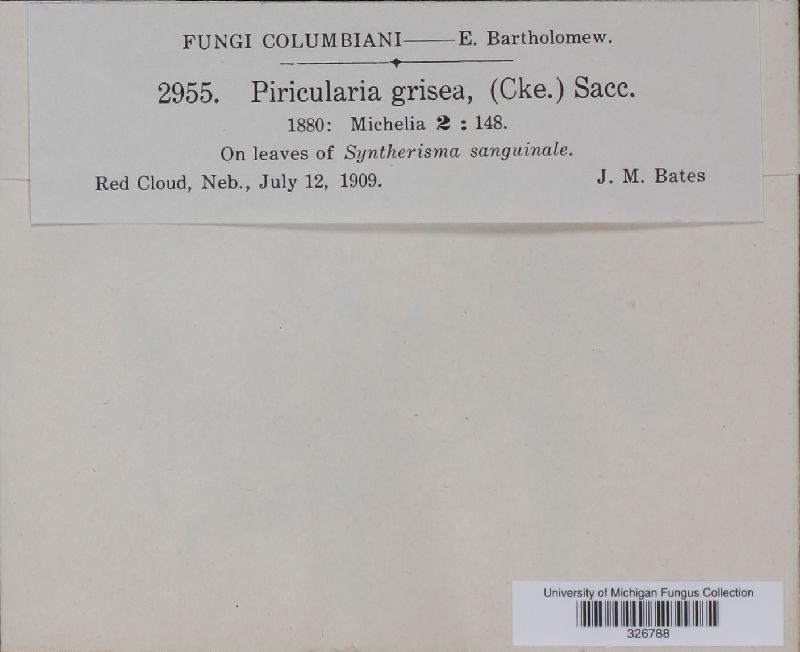 FUNGI COLUMBIANI——E. Bartholomew.
2955. Piricularia grisea, (Cke.) Sacc.
1880: Michelia 2 : 148.
On leaves of Syntherisma sanguinale.
Red Cloud, Neb., July 12, 1909. J. M. Bates
University of Michigan Fungus Collection
326788